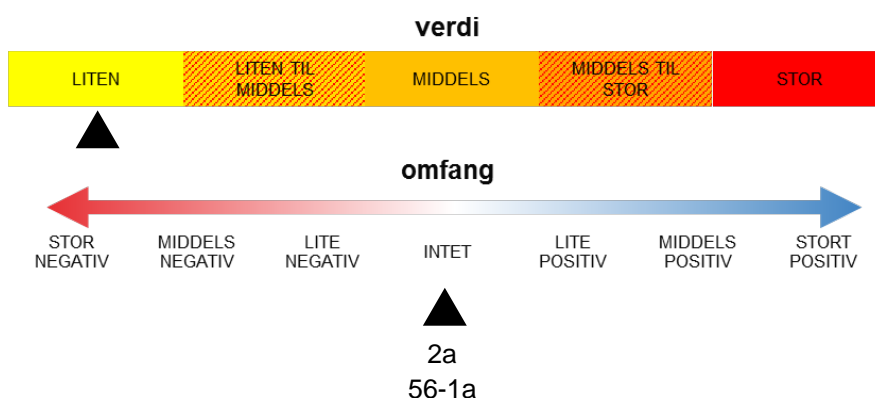 verdi
LITEN
LITEN TIL
MIDDELS
MIDDELS
MIDDELS TIL
STOR
STOR
omfang
STOR
NEGATIV
MIDDELS
NEGATIV
LITE
NEGATIV
INTET
LITE
POSITIV
MIDDELS
POSITIV
STORT
POSITIV
2a
56-1a